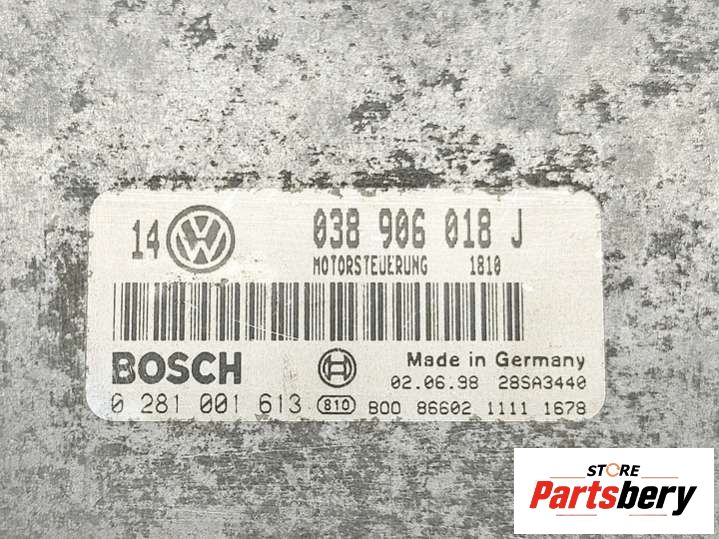 14 VW 038 906 018 J
MOTORSTEUERUNG 1810
BOSCH Made in Germany
02.06.98 28SA3440
0 281 001 613 810 B00 86602 1111 1678
STORE
Partsbery